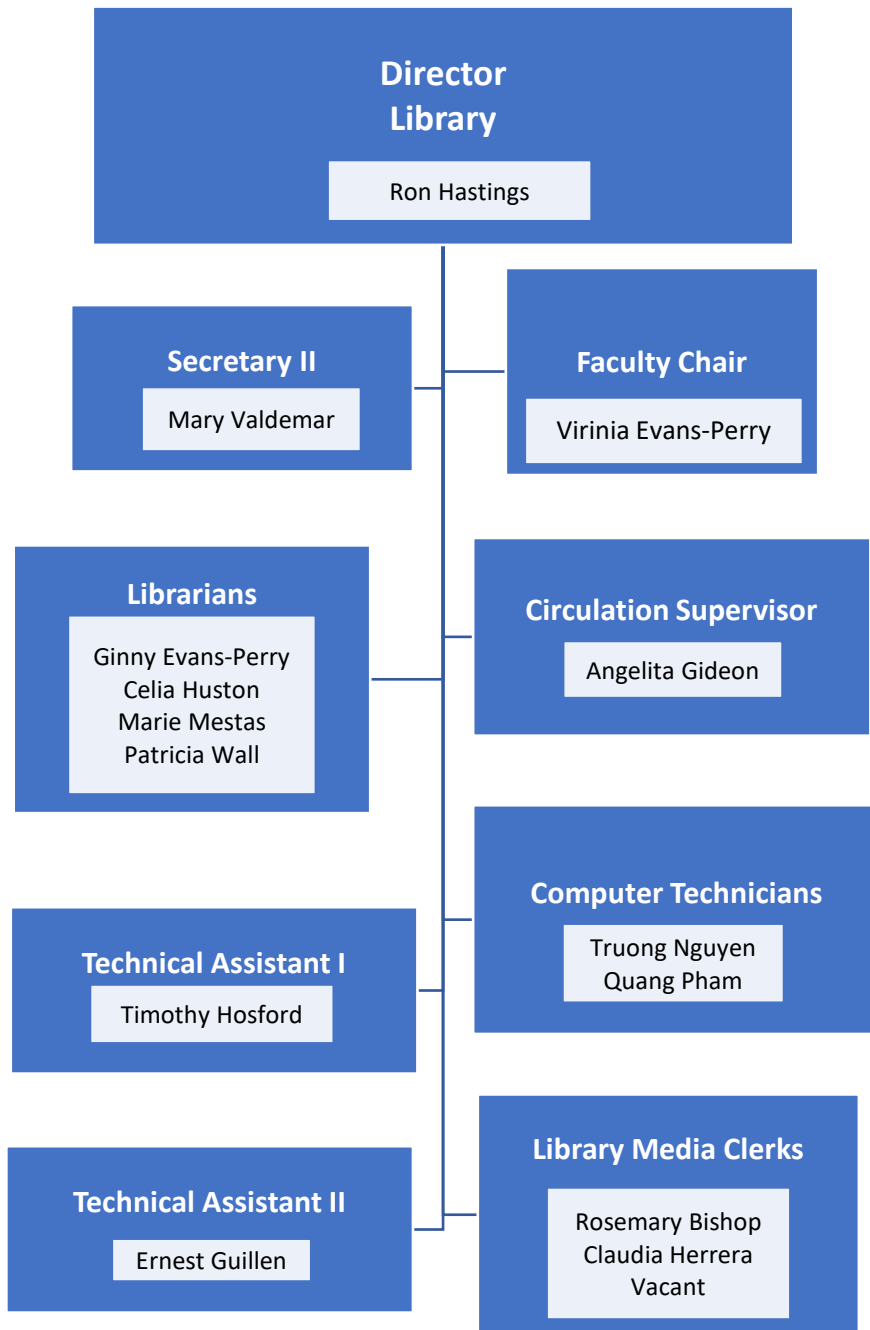 Director
Library
Ron Hastings
Secretary II
Mary Valdemar
Faculty Chair
Virinia Evans-Perry
Librarians
Ginny Evans-Perry
Celia Huston
Marie Mestas
Patricia Wall
Circulation Supervisor
Angelita Gideon
Technical Assistant I
Timothy Hosford
Computer Technicians
Truong Nguyen
Quang Pham
Technical Assistant II
Ernest Guillen
Library Media Clerks
Rosemary Bishop
Claudia Herrera
Vacant